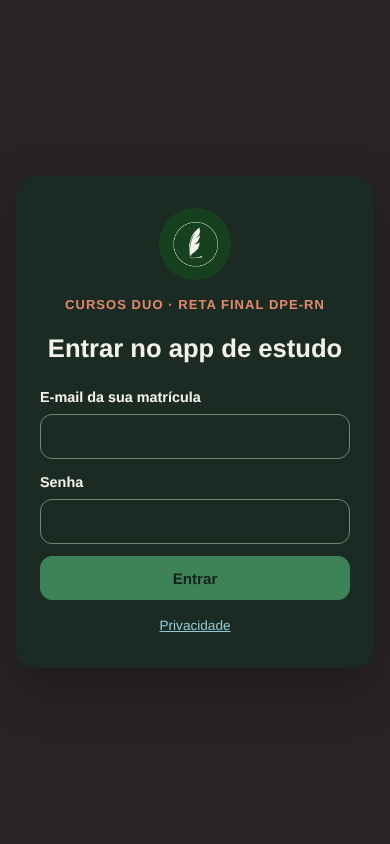 CURSOS DUO · RETA FINAL DPE-RN
Entrar no app de estudo
E-mail da sua matrícula
Senha
Entrar
Privacidade